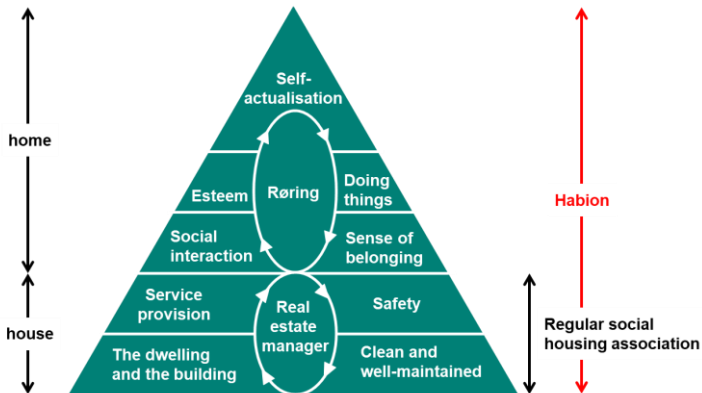 Self-
actualisation
home
Esteem
Røring
Doing
things
Habion
Social
interaction
Sense of
belonging
Service
provision
Real
estate
manager
Safety
house
Regular social
housing association
The dwelling
and the building
Clean and
well-maintained